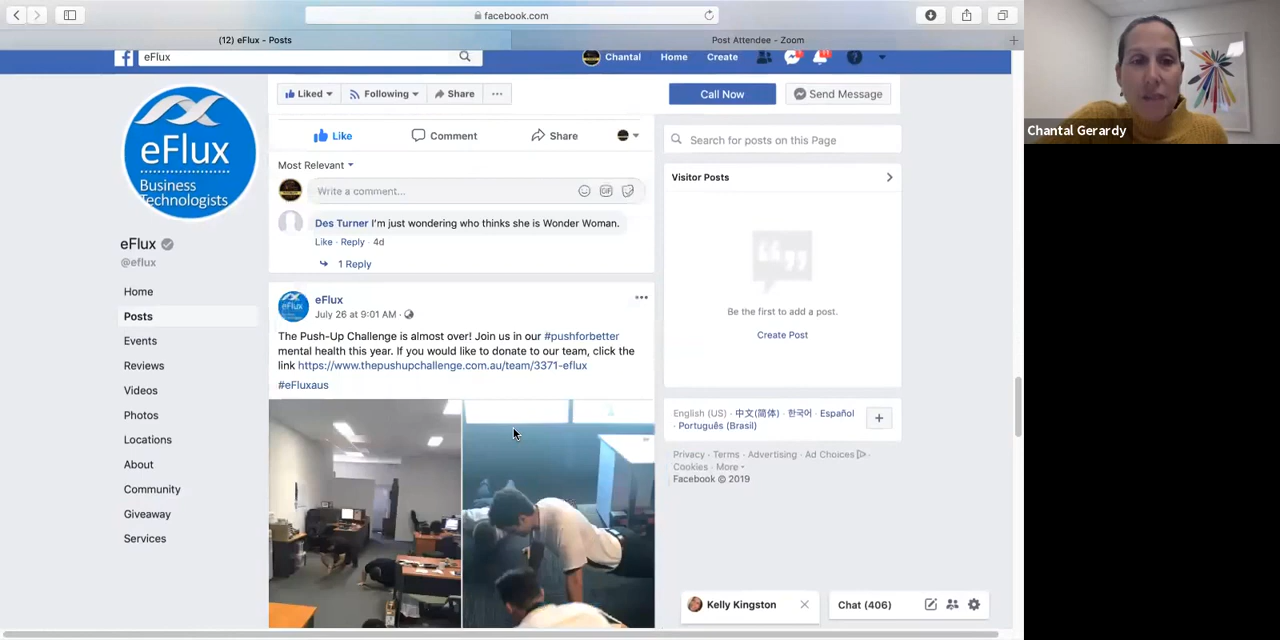 facebook.com
(12) eFlux - Posts
Post Attendee - Zoom
eFlux
Chantal
Home
Create
Liked
Following
Share
Call Now
Send Message
eFlux
Business
Technologists
eFlux
@eflux
Home
Posts
Events
Reviews
Videos
Photos
Locations
About
Community
Giveaway
Services
Like
Comment
Share
Most Relevant
Write a comment...
GIF
Des Turner I'm just wondering who thinks she is Wonder Woman.
Like · Reply · 4d
1 Reply
eFlux
July 26 at 9:01 AM ·
The Push-Up Challenge is almost over! Join us in our #pushforbetter
mental health this year. If you would like to donate to our team, click the
link https://www.thepushupchallenge.com.au/team/3371-eflux
#eFluxaus
Search for posts on this Page
Visitor Posts
Be the first to add a post.
Create Post
English (US) · 中文(简体) · 한국어 · Español
· Português (Brasil)
Privacy · Terms · Advertising · Ad Choices ·
Cookies · More
Facebook © 2019
Kelly Kingston
Chat (406)
Chantal Gerardy